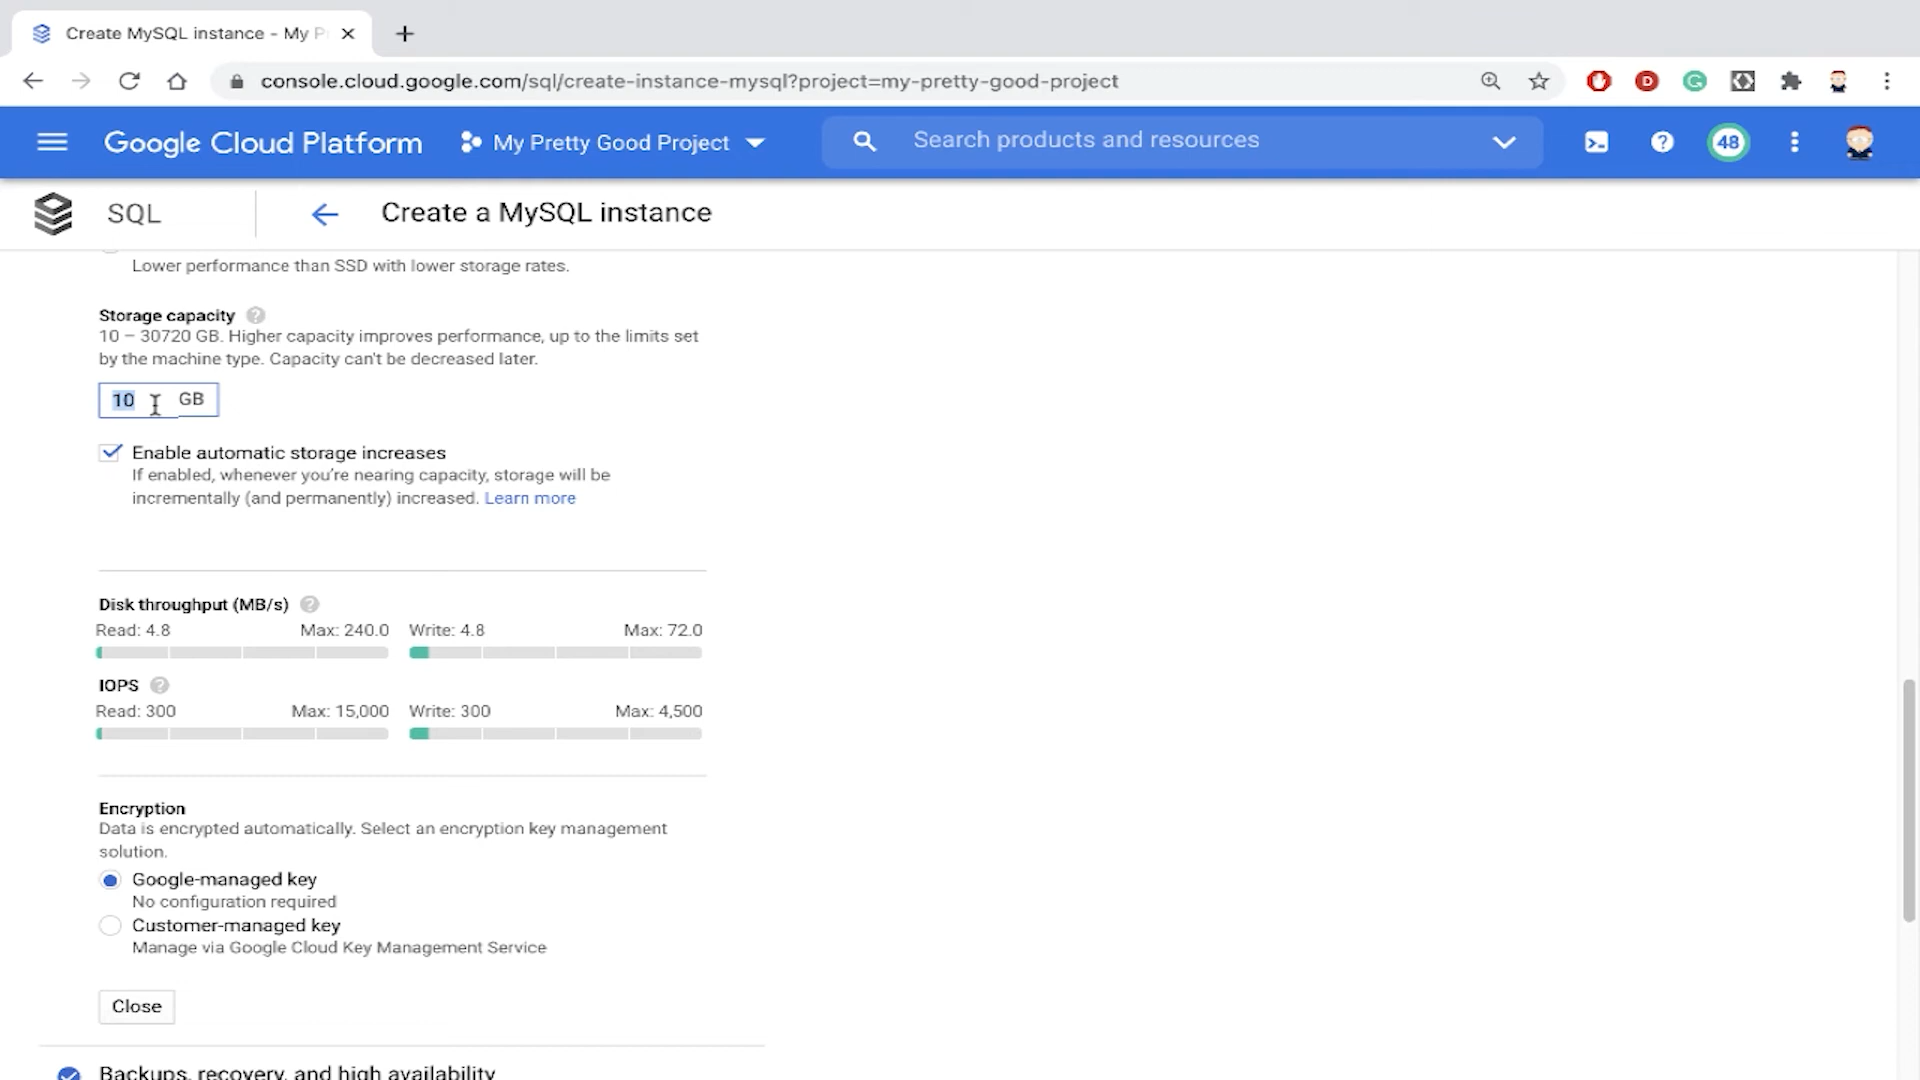 Create MySQL instance - My P
console.cloud.google.com/sql/create-instance-mysql?project=my-pretty-good-project
Google Cloud Platform
My Pretty Good Project
Search products and resources
48
SQL
Create a MySQL instance
Lower performance than SSD with lower storage rates.
Storage capacity
10 – 30720 GB. Higher capacity improves performance, up to the limits set
by the machine type. Capacity can't be decreased later.
10 GB
Enable automatic storage increases
If enabled, whenever you're nearing capacity, storage will be
incrementally (and permanently) increased. Learn more
Disk throughput (MB/s)
Read: 4.8 Max: 240.0 Write: 4.8 Max: 72.0
IOPS
Read: 300 Max: 15,000 Write: 300 Max: 4,500
Encryption
Data is encrypted automatically. Select an encryption key management
solution.
Google-managed key
No configuration required
Customer-managed key
Manage via Google Cloud Key Management Service
Close
Backups, recovery, and high availability